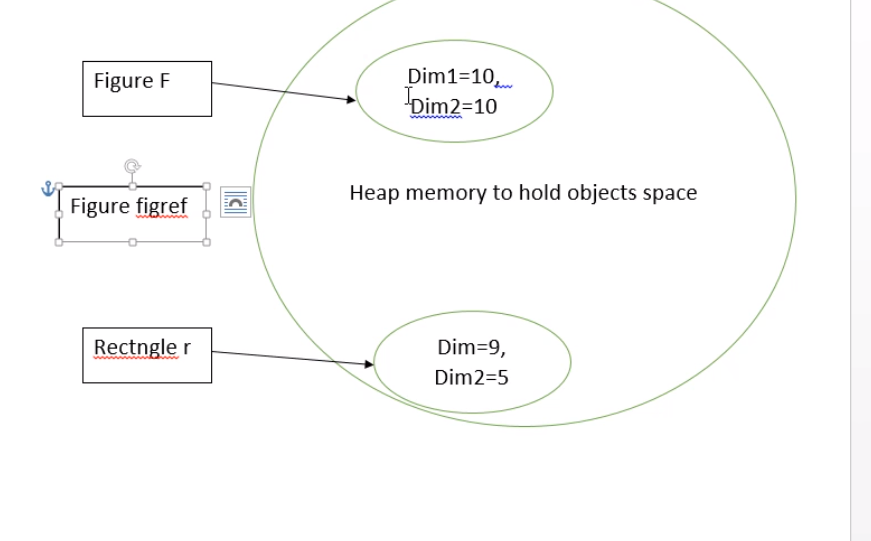 Figure F
Dim1=10,
Dim2=10
Figure figref
Heap memory to hold objects space
Rectngle r
Dim=9,
Dim2=5